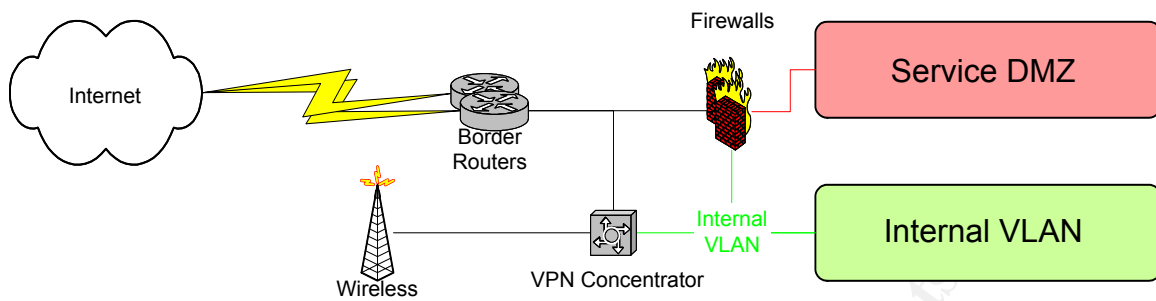 Firewalls
Service DMZ
Internet
Border
Routers
Internal
VLAN
Internal VLAN
VPN Concentrator
Wireless